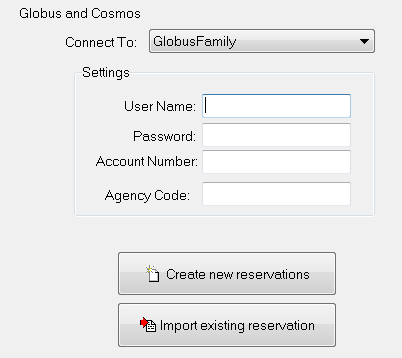 Globus and Cosmos
Connect To: GlobusFamily
Settings
User Name:
Password:
Account Number:
Agency Code:
Create new reservations
Import existing reservation